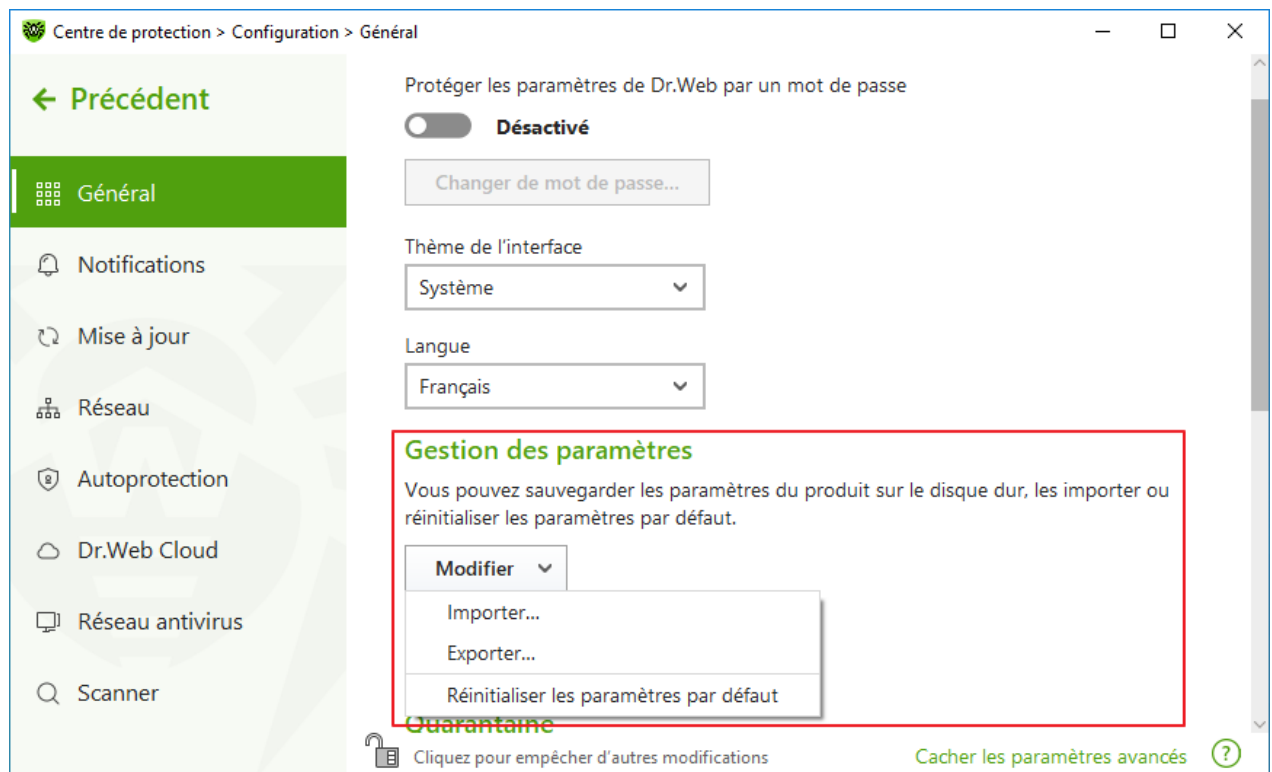 Centre de protection > Configuration > Général
Précédent
Général
Notifications
Mise à jour
Réseau
Autoprotection
Dr.Web Cloud
Réseau antivirus
Scanner
Protéger les paramètres de Dr.Web par un mot de passe
Désactivé
Changer de mot de passe...
Thème de l'interface
Système
Langue
Français
Gestion des paramètres
Vous pouvez sauvegarder les paramètres du produit sur le disque dur, les importer ou
réinitialiser les paramètres par défaut.
Modifier
Importer...
Exporter...
Réinitialiser les paramètres par défaut
Quarantaine
Cliquez pour empêcher d'autres modifications
Cacher les paramètres avancés
?